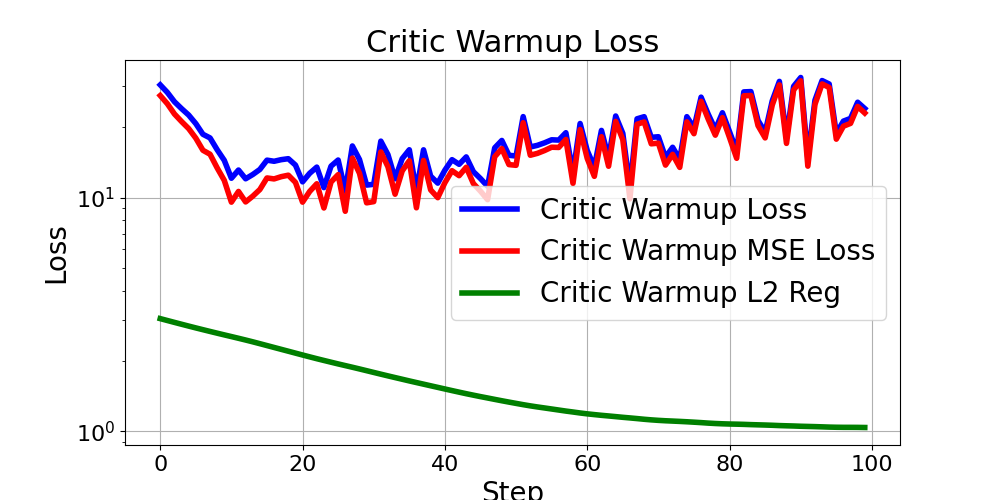 Critic Warmup Loss
Loss
10¹
10⁰
Critic Warmup Loss
Critic Warmup MSE Loss
Critic Warmup L2 Reg
0 20 40 60 80 100
Step